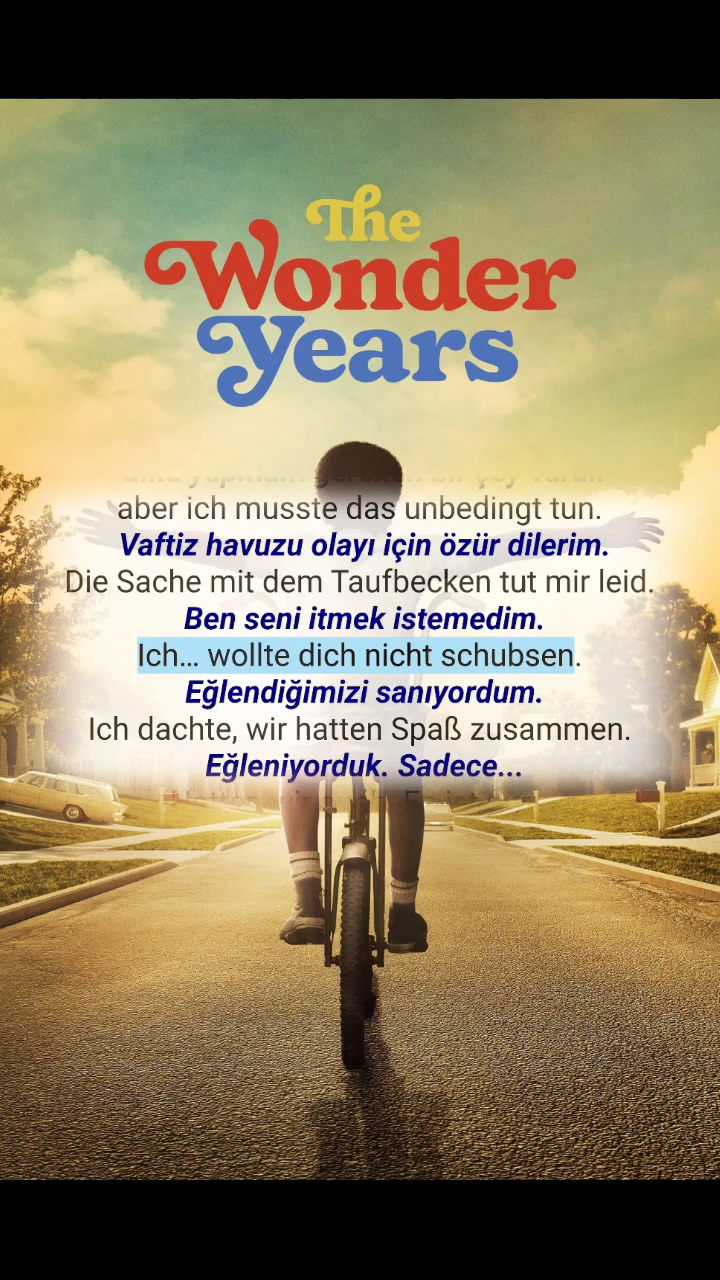 The
Wonder
Years
aber ich musste das unbedingt tun.
Vaftiz havuzu olayı için özür dilerim.
Die Sache mit dem Taufbecken tut mir leid.
Ben seni itmek istemedim.
Ich… wollte dich nicht schubsen.
Eğlendiğimizi sanıyordum.
Ich dachte, wir hatten Spaß zusammen.
Eğleniyorduk. Sadece...